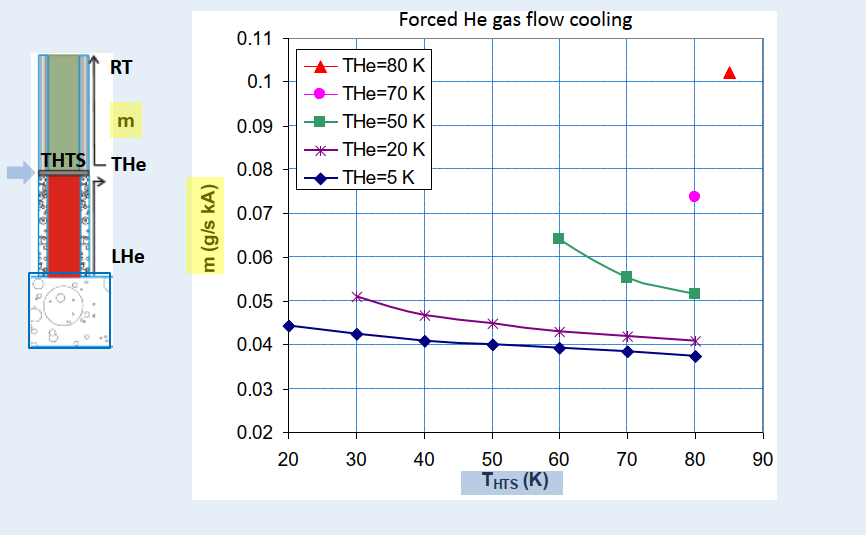 Forced He gas flow cooling
RT
m
THTS
THe
LHe
m (g/s kA)
0.11
0.1
0.09
0.08
0.07
0.06
0.05
0.04
0.03
0.02
THe=80 K
THe=70 K
THe=50 K
THe=20 K
THe=5 K
20 30 40 50 60 70 80 90
THTS (K)